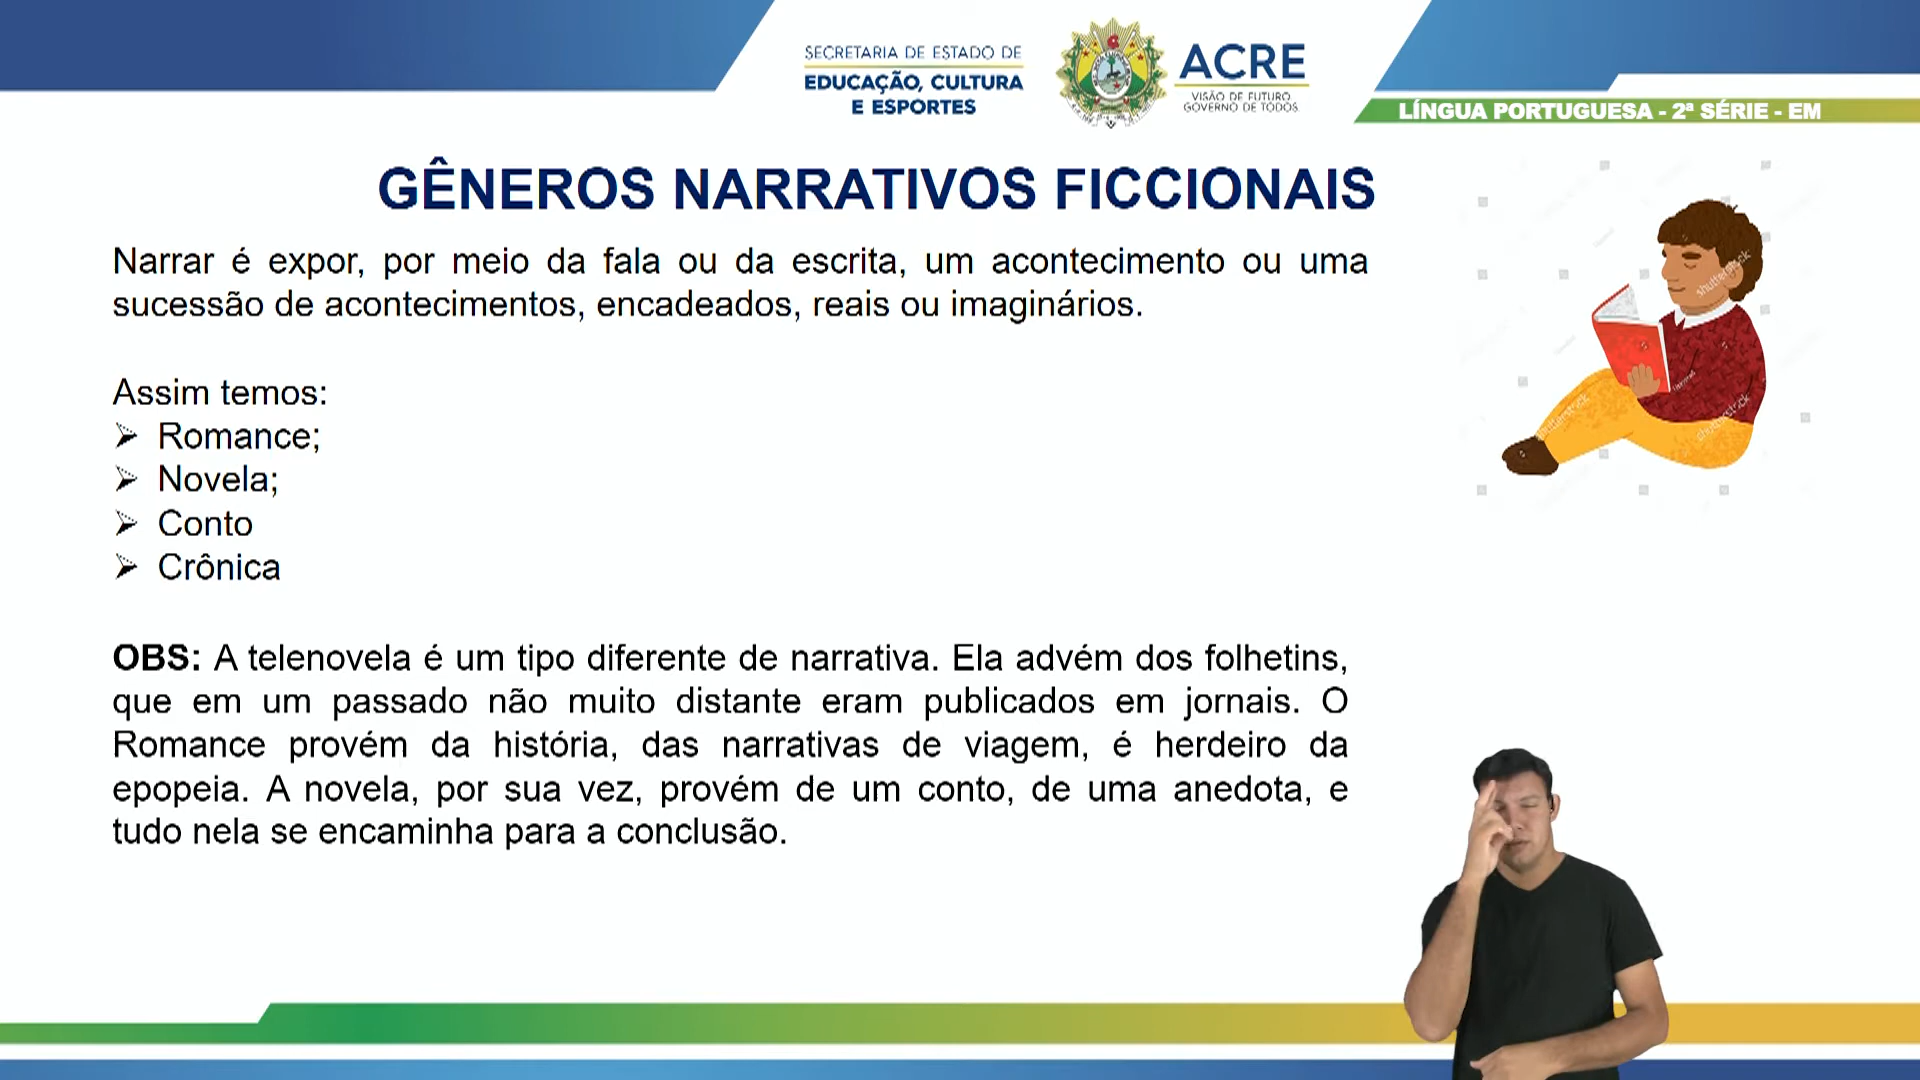 SECRETARIA DE ESTADO DE
EDUCAÇÃO, CULTURA
E ESPORTES
ACRE
VISÃO DE FUTURO
GOVERNO DE TODOS
LÍNGUA PORTUGUESA - 2ª SÉRIE - EM
GÊNEROS NARRATIVOS FICCIONAIS
Narrar é expor, por meio da fala ou da escrita, um acontecimento ou uma
sucessão de acontecimentos, encadeados, reais ou imaginários.
Assim temos:
➢ Romance;
➢ Novela;
➢ Conto
➢ Crônica
OBS: A telenovela é um tipo diferente de narrativa. Ela advém dos folhetins,
que em um passado não muito distante eram publicados em jornais. O
Romance provém da história, das narrativas de viagem, é herdeiro da
epopeia. A novela, por sua vez, provém de um conto, de uma anedota, e
tudo nela se encaminha para a conclusão.
shutterstock
shutterstock
shutterstock